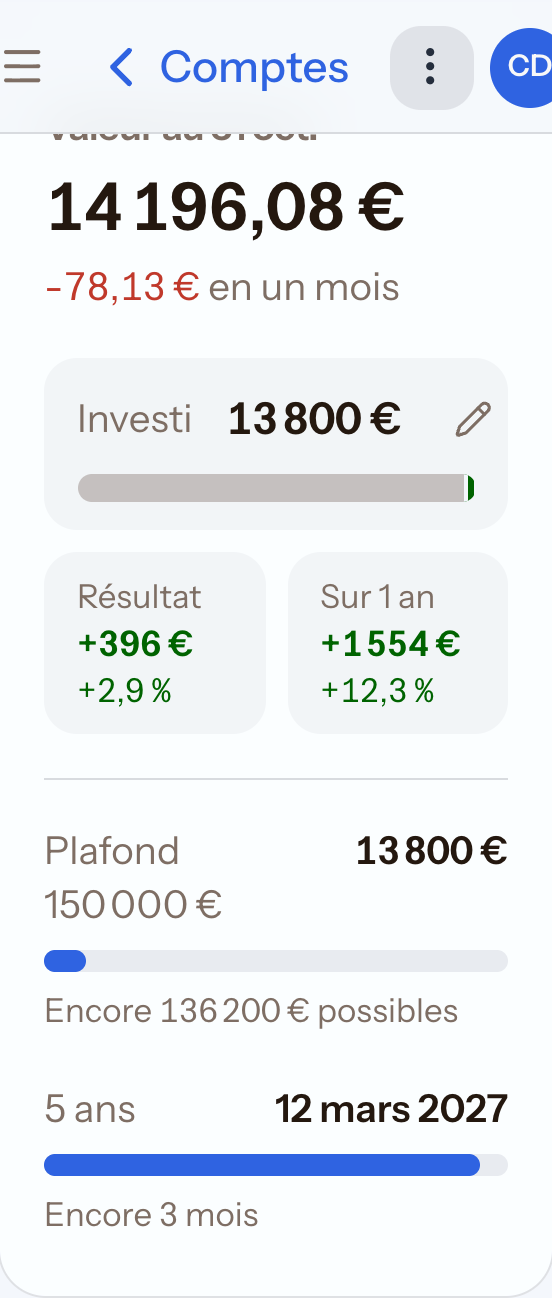 Comptes
CD
14 196,08 €
-78,13 € en un mois
Investi 13 800 €
Résultat
+396 €
+2,9 %
Sur 1 an
+1 554 €
+12,3 %
Plafond 13 800 €
150 000 €
Encore 136 200 € possibles
5 ans 12 mars 2027
Encore 3 mois